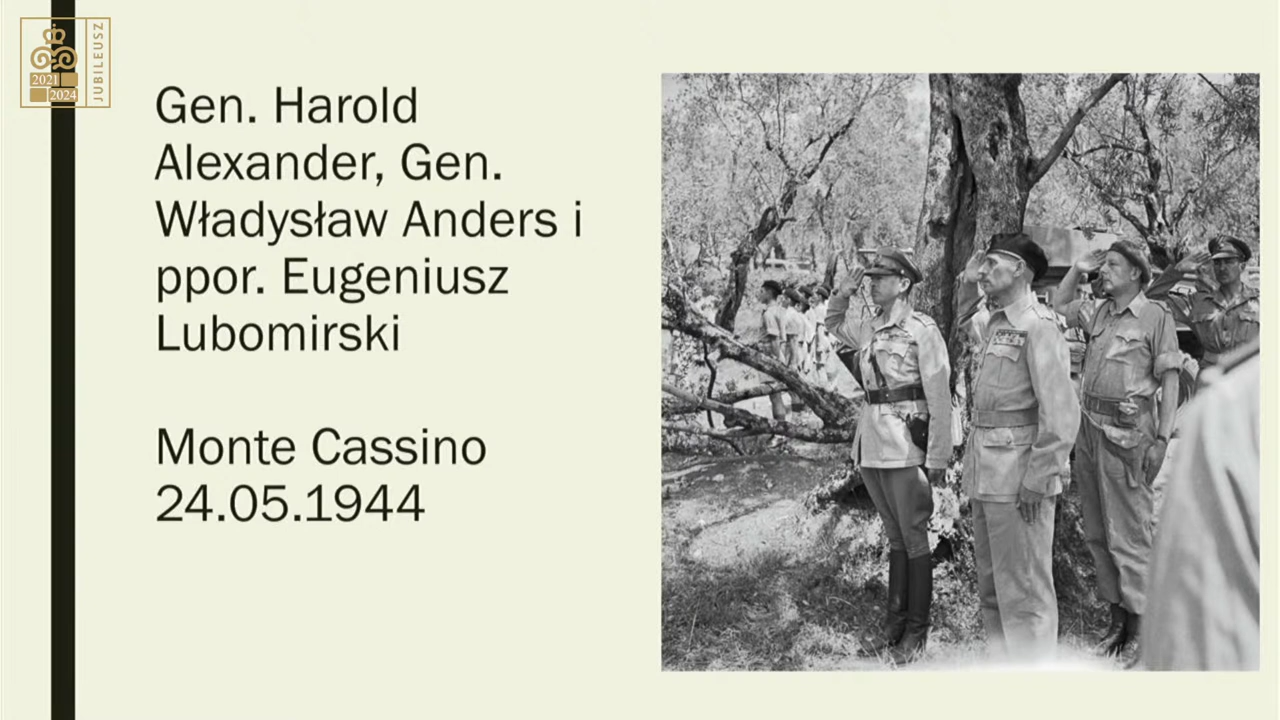 2021
2024
JUBILEUSZ
Gen. Harold
Alexander, Gen.
Władysław Anders i
ppor. Eugeniusz
Lubomirski
Monte Cassino
24.05.1944